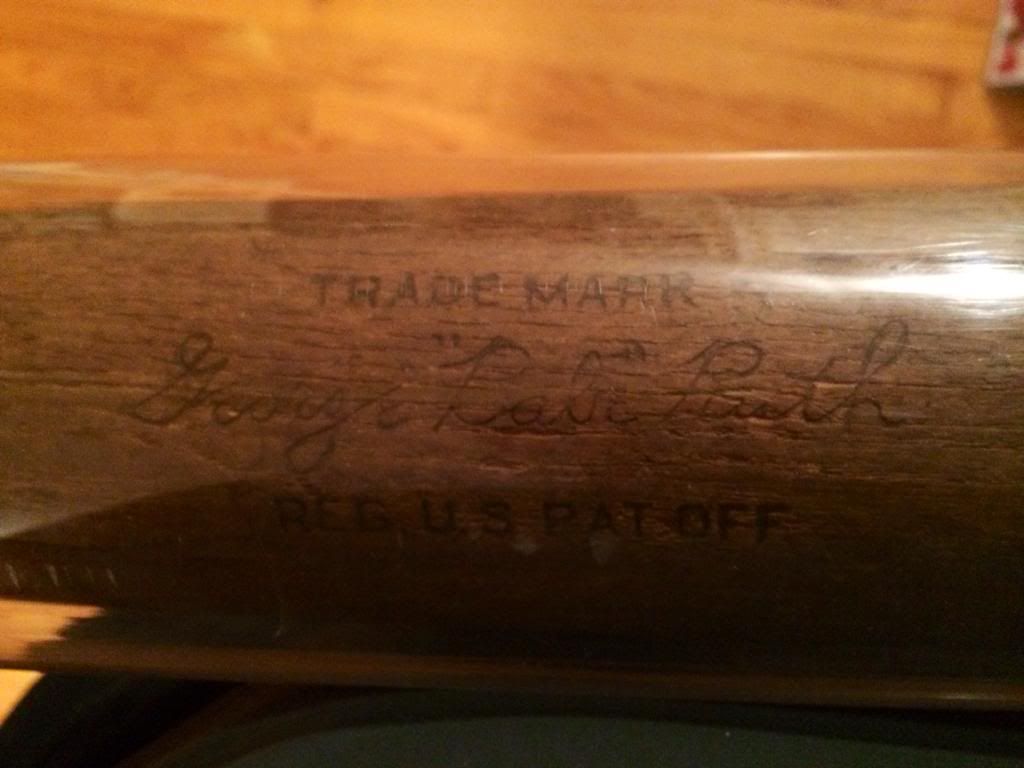 TRADE MARK
George "Babe" Ruth
REG. U.S PAT OFF